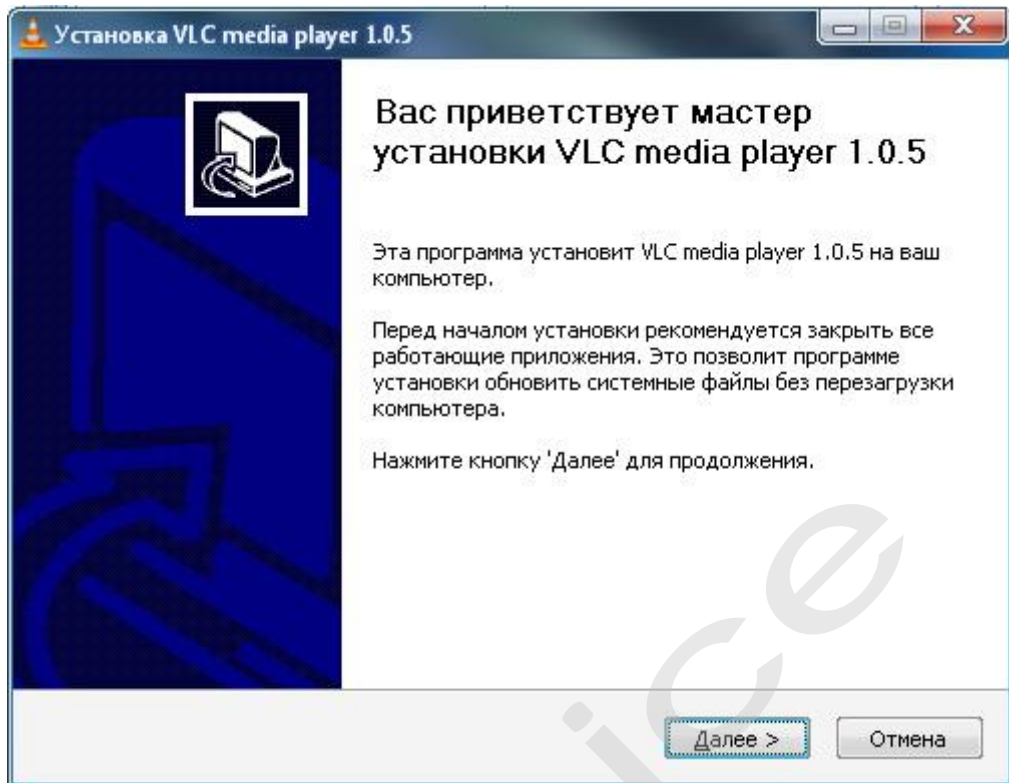 Установка VLC media player 1.0.5
Вас приветствует мастер
установки VLC media player 1.0.5
Эта программа установит VLC media player 1.0.5 на ваш
компьютер.
Перед началом установки рекомендуется закрыть все
работающие приложения. Это позволит программе
установки обновить системные файлы без перезагрузки
компьютера.
Нажмите кнопку 'Далее' для продолжения.
Далее >
Отмена
ice